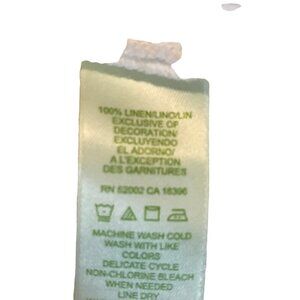 100% LINEN/LINO/LIN
EXCLUSIVE OF
DECORATION/
EXCLUYENDO
EL ADORNO/
A L'EXCEPTION
DES GARNITURES
RN 52002 CA 18396
MACHINE WASH COLD
WASH WITH LIKE
COLORS
DELICATE CYCLE
NON-CHLORINE BLEACH
WHEN NEEDED
LINE DRY